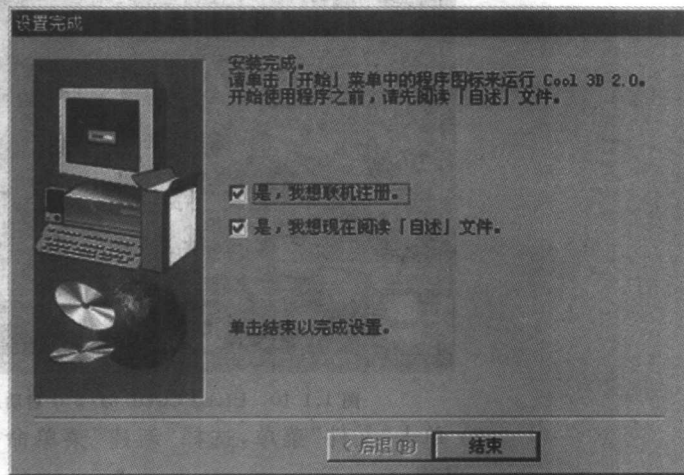 设置完成
安装完成。
请单击「开始」菜单中的程序图标来运行 Cool 3D 2.0。
开始使用程序之前，请先阅读「自述」文件。
是，我想联机注册。
是，我想现在阅读「自述」文件。
单击结束以完成设置。
< 后退(B)
结束